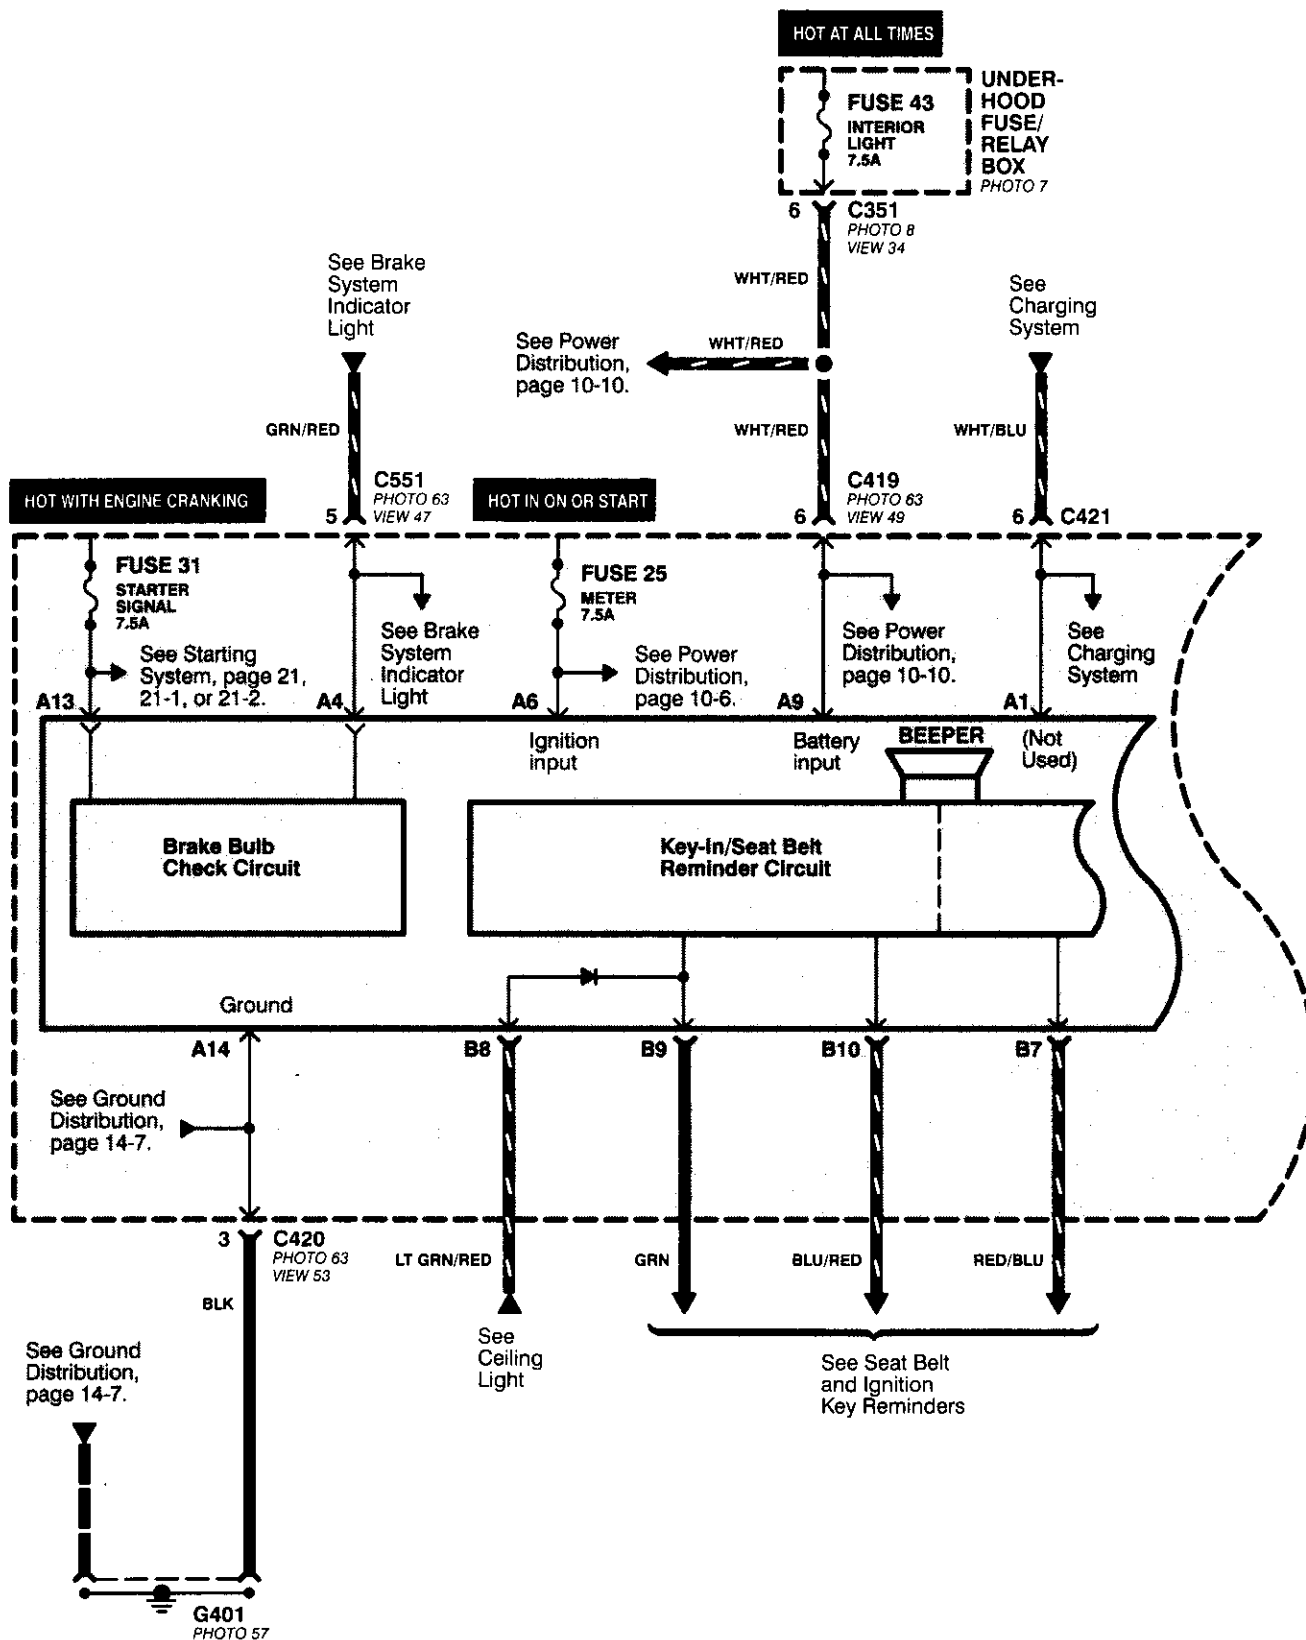 HOT AT ALL TIMES
FUSE 43
INTERIOR
LIGHT
7.5A
UNDER-
HOOD
FUSE/
RELAY
BOX
PHOTO 7
6
C351
PHOTO 8
VIEW 34
WHT/RED
See Brake
System
Indicator
Light
See Power
Distribution,
page 10-10.
WHT/RED
See
Charging
System
GRN/RED
WHT/RED
WHT/BLU
HOT WITH ENGINE CRANKING
5
C551
PHOTO 63
VIEW 47
HOT IN ON OR START
6
C419
PHOTO 63
VIEW 49
6
C421
FUSE 31
STARTER
SIGNAL
7.5A
See Starting
System, page 21,
21-1, or 21-2.
See Brake
System
Indicator
Light
FUSE 25
METER
7.5A
See Power
Distribution,
page 10-6.
See Power
Distribution,
page 10-10.
See
Charging
System
A13
A4
A6
A9
A1
Ignition
input
Battery
input
BEEPER
(Not
Used)
Brake Bulb
Check Circuit
Key-In/Seat Belt
Reminder Circuit
Ground
A14
B8
B9
B10
B7
See Ground
Distribution,
page 14-7.
3
C420
PHOTO 63
VIEW 53
LT GRN/RED
GRN
BLU/RED
RED/BLU
BLK
See
Ceiling
Light
See Seat Belt
and Ignition
Key Reminders
See Ground
Distribution,
page 14-7.
G401
PHOTO 57